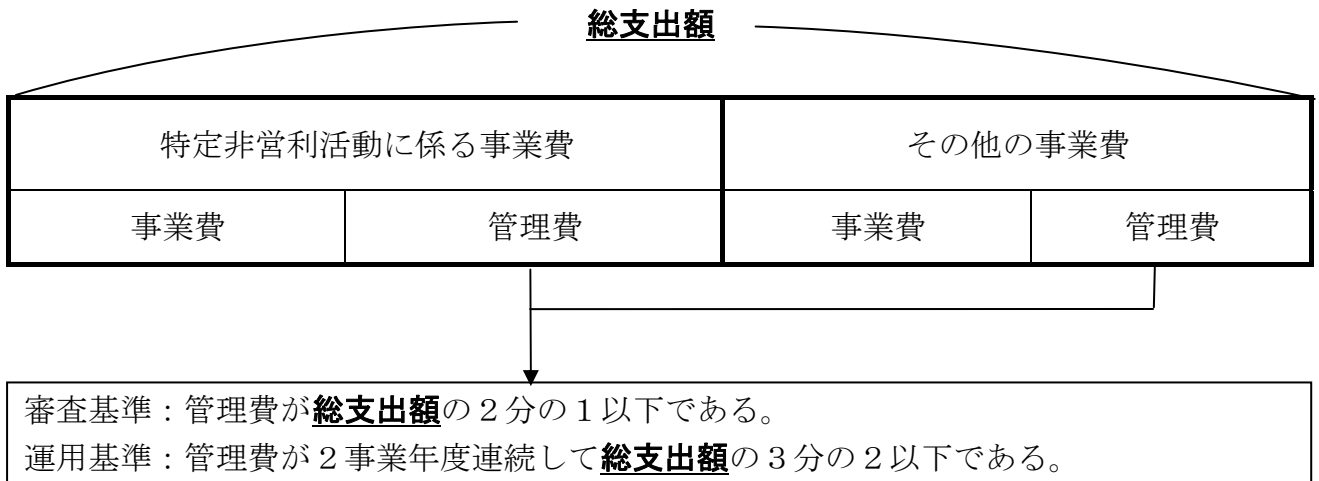 総支出額
特定非営利活動に係る事業費 その他の事業費
事業費 管理費 事業費 管理費
審査基準：管理費が総支出額の２分の１以下である。
運用基準：管理費が２事業年度連続して総支出額の３分の２以下である。